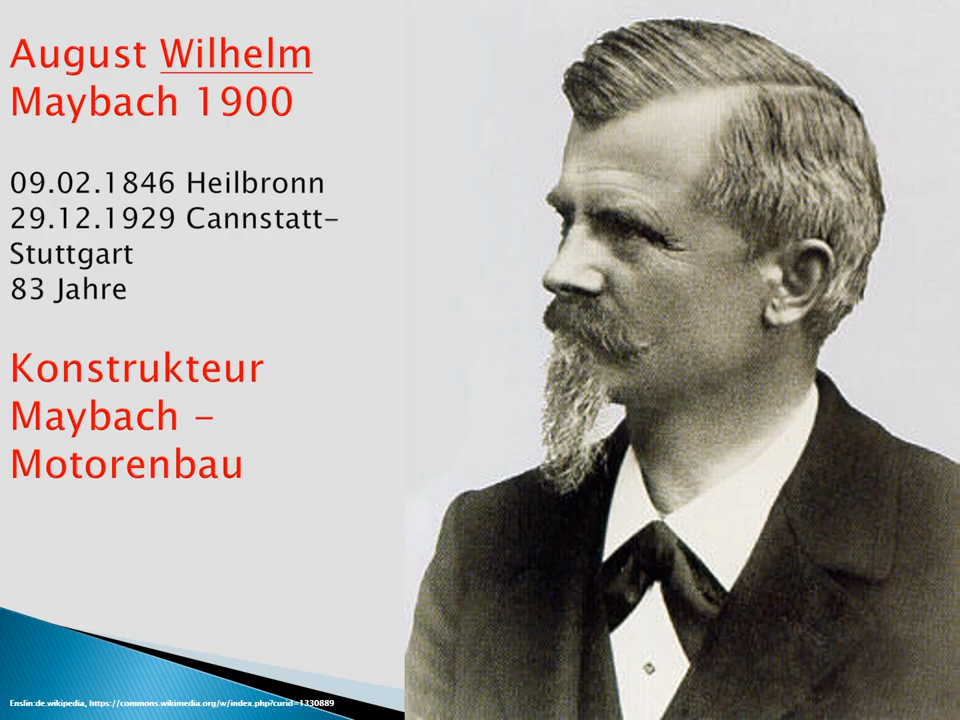 August Wilhelm
Maybach 1900
09.02.1846 Heilbronn
29.12.1929 Cannstatt-
Stuttgart
83 Jahre
Konstrukteur
Maybach -
Motorenbau
Enslin:de.wikipedia, https://commons.wikimedia.org/w/index.php?curid=1330889